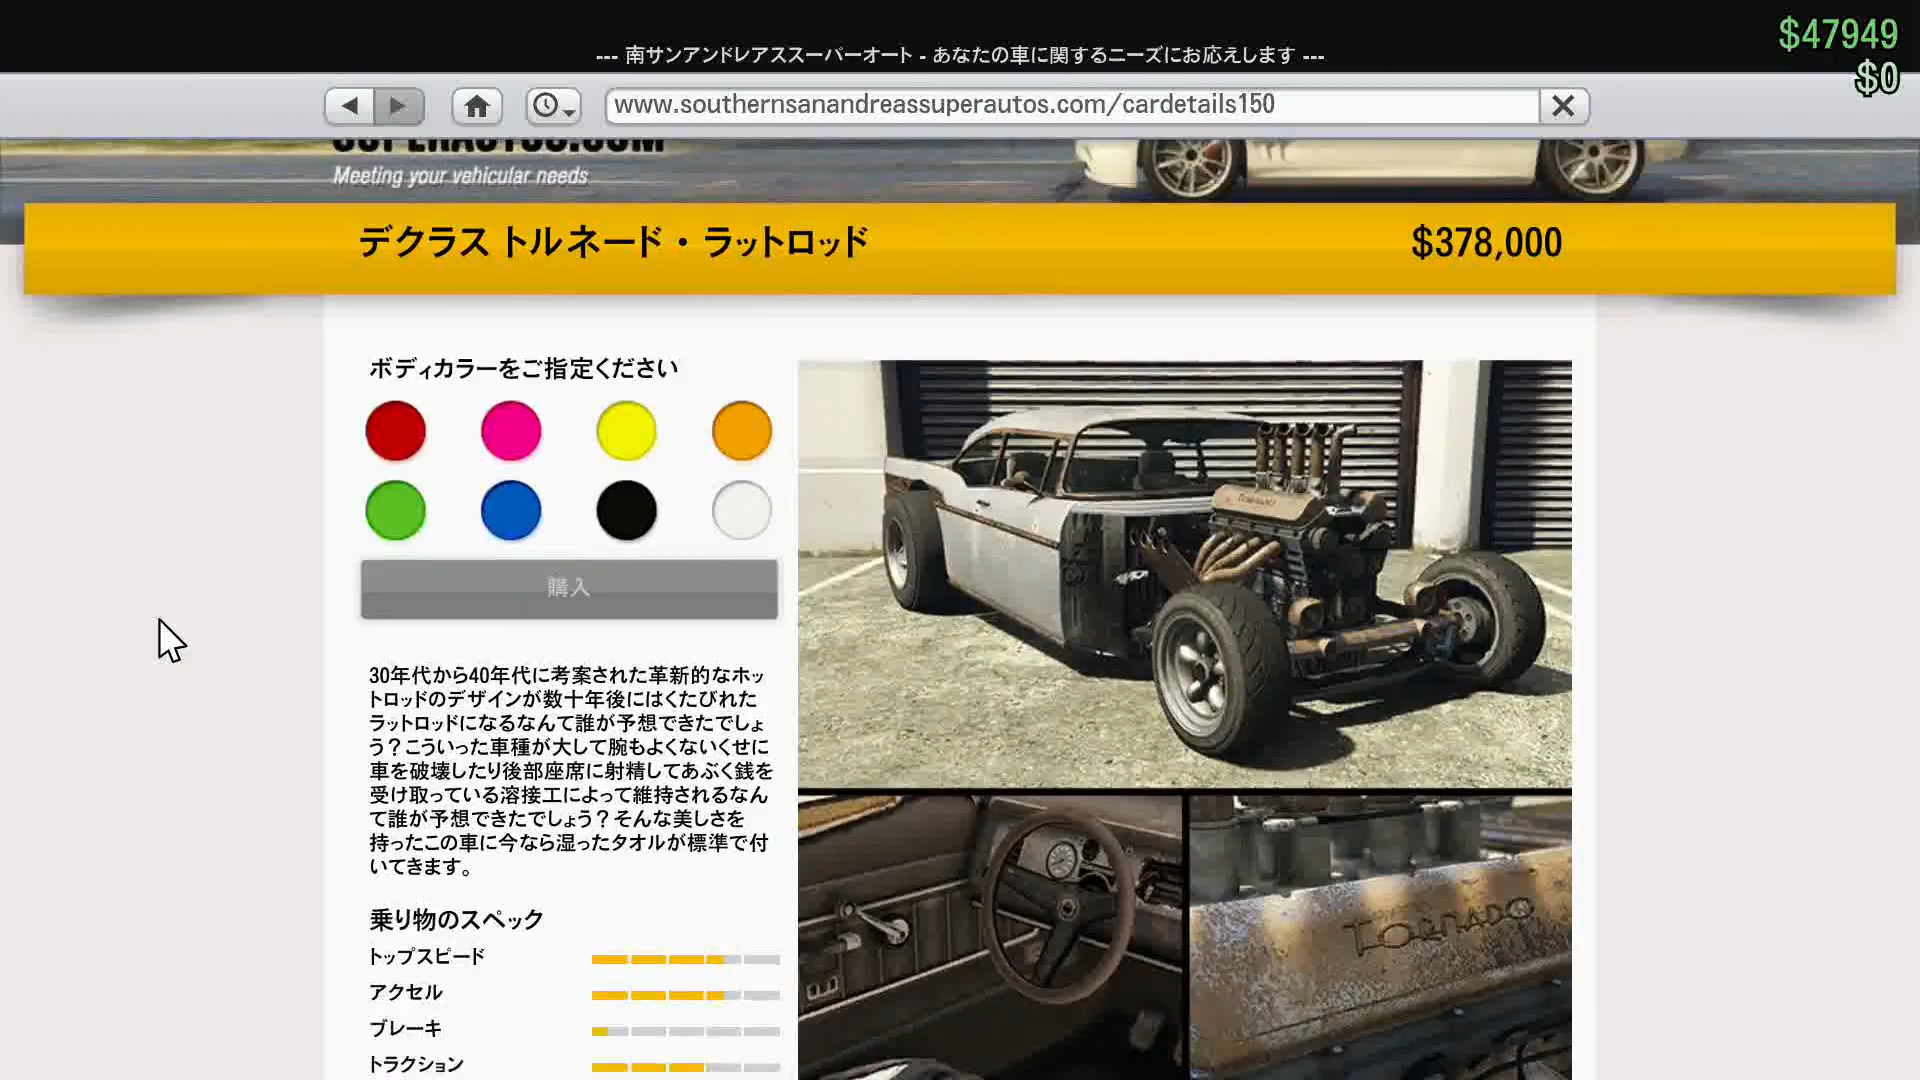 $47949
--- 南サンアンドレアススーパーオート - あなたの車に関するニーズにお応えします ---
$0
www.southernsanandreassuperautos.com/cardetails150
SUPERAUTOS.COM
Meeting your vehicular needs
デクラス トルネード・ラットロッド
$378,000
ボディカラーをご指定ください
購入
30年代から40年代に考案された革新的なホッ
トロッドのデザインが数十年後にはくたびれた
ラットロッドになるなんて誰が予想できたでしょ
う？こういった車種が大して腕もよくないくせに
車を破壊したり後部座席に射精してあぶく銭を
受け取っている溶接工によって維持されるなん
て誰が予想できたでしょう？そんな美しさを
持ったこの車に今なら湿ったタオルが標準で付
いてきます。
乗り物のスペック
トップスピード
アクセル
ブレーキ
トラクション
TORNADO